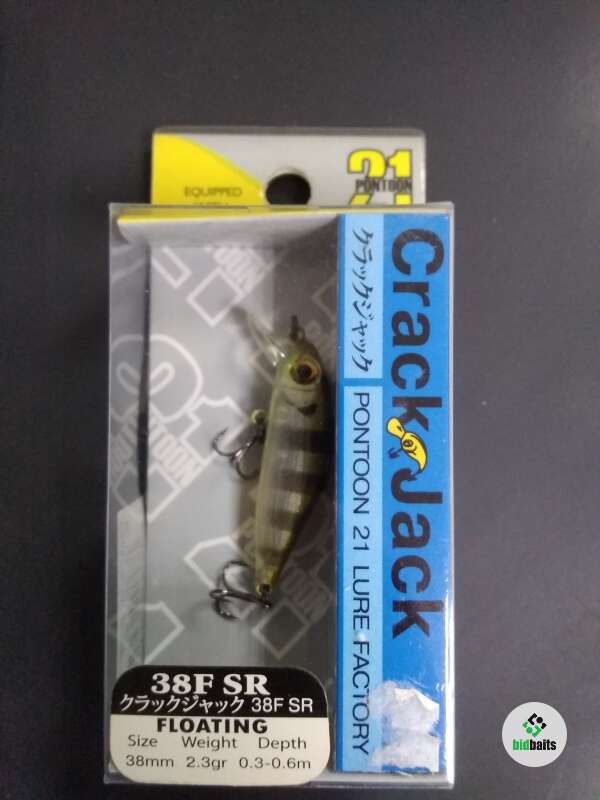 21
PONTOON
EQUIPPED
Crack Jack
クラックジャック
PONTOON 21 LURE FACTORY
38F SR
クラックジャック 38F SR
FLOATING
Size Weight Depth
38mm 2.3gr 0.3-0.6m
bidbaits